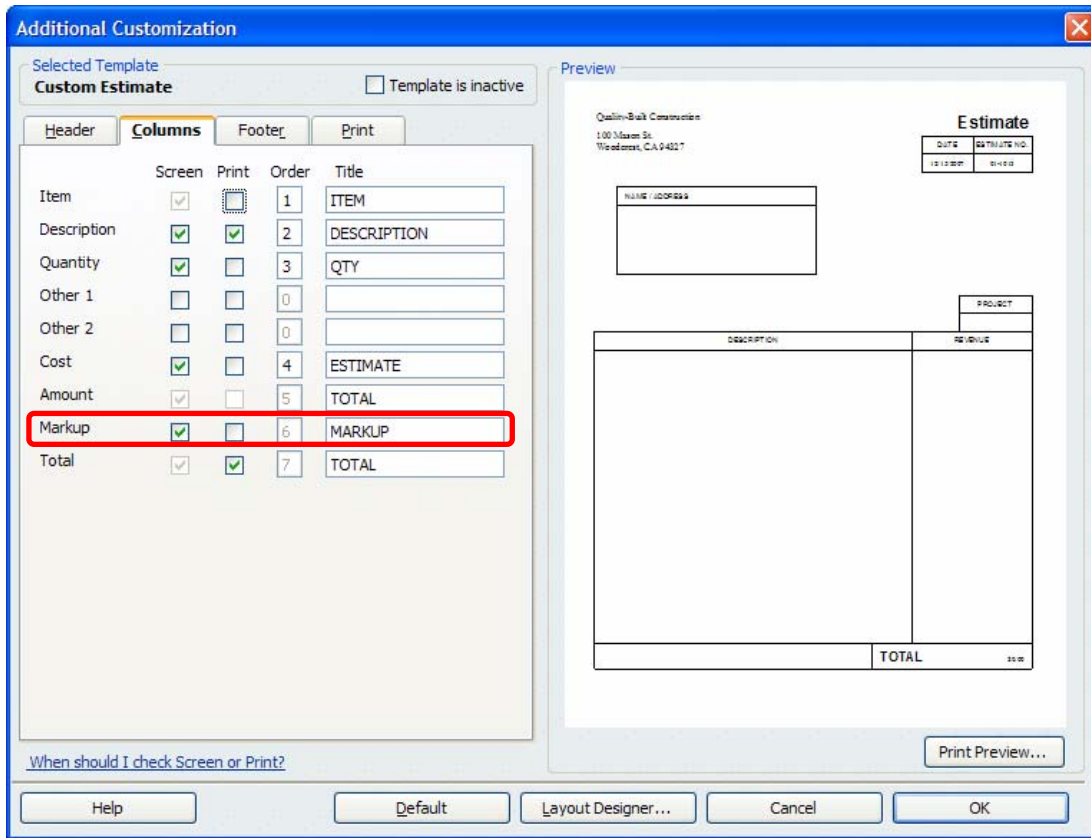 Additional Customization
Selected Template
Custom Estimate
Template is inactive
Header Columns Footer Print
Screen Print Order Title
Item 1 ITEM
Description 2 DESCRIPTION
Quantity 3 QTY
Other 1 0
Other 2 0
Cost 4 ESTIMATE
Amount 5 TOTAL
Markup 6 MARKUP
Total 7 TOTAL
When should I check Screen or Print?
Preview
Quality-Built Construction
100 Mason St.
Woodcrest, CA 94327
Estimate
DATE ESTIMATE NO.
NAME / ADDRESS
PROJECT
DESCRIPTION REVENUE
TOTAL
Print Preview...
Help Default Layout Designer... Cancel OK